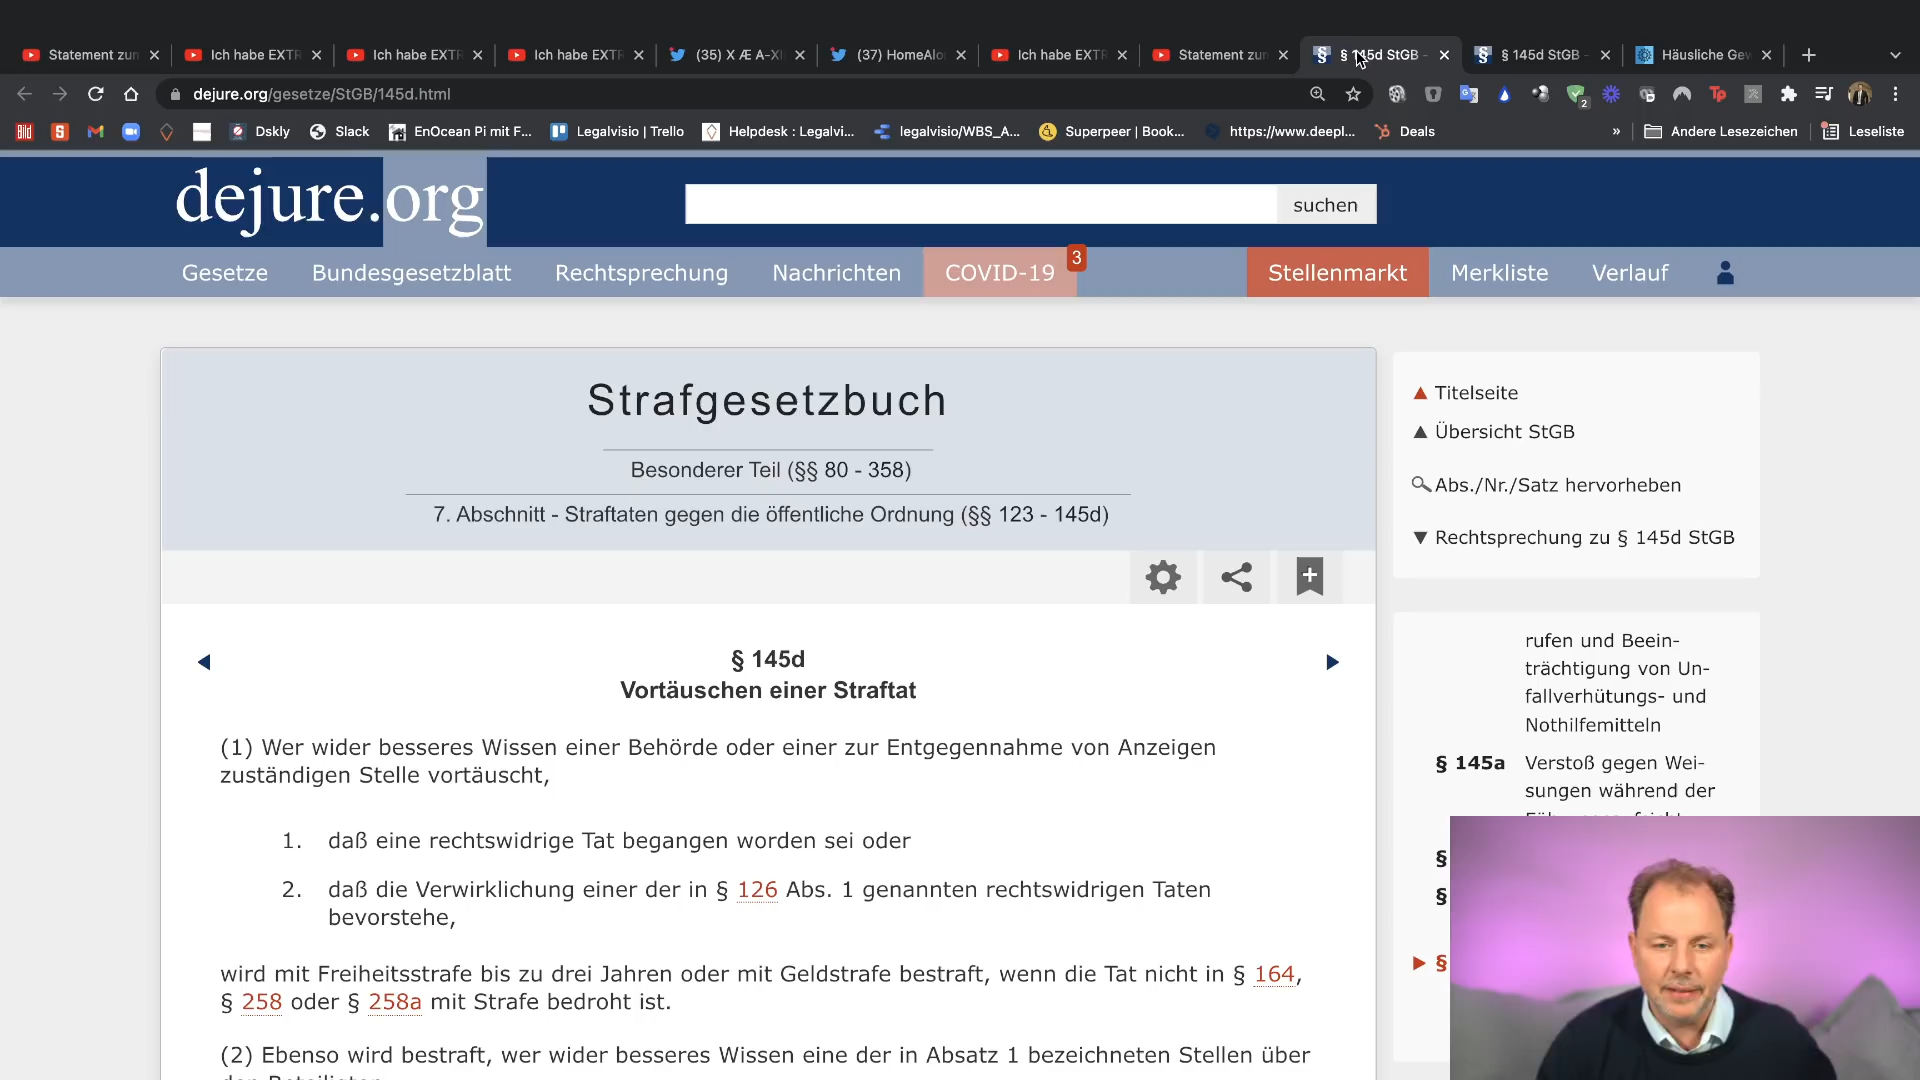 Statement zun
Ich habe EXTR
Ich habe EXTR
Ich habe EXTR
(35) X Æ A-XI
(37) HomeAlo
Ich habe EXTR
Statement zun
§ 145d StGB -
§ 145d StGB -
Häusliche Gew
dejure.org/gesetze/StGB/145d.html
2
Bild
Dskly
Slack
EnOcean Pi mit F...
Legalvisio | Trello
Helpdesk : Legalvi...
legalvisio/WBS_A...
Superpeer | Book...
https://www.deepl...
Deals
»
Andere Lesezeichen
Leseliste
dejure.org
suchen
Gesetze
Bundesgesetzblatt
Rechtsprechung
Nachrichten
COVID-19
3
Stellenmarkt
Merkliste
Verlauf
Strafgesetzbuch
Besonderer Teil (§§ 80 - 358)
7. Abschnitt - Straftaten gegen die öffentliche Ordnung (§§ 123 - 145d)
§ 145d
Vortäuschen einer Straftat
(1) Wer wider besseres Wissen einer Behörde oder einer zur Entgegennahme von Anzeigen
zuständigen Stelle vortäuscht,
1. daß eine rechtswidrige Tat begangen worden sei oder
2. daß die Verwirklichung einer der in § 126 Abs. 1 genannten rechtswidrigen Taten
bevorstehe,
wird mit Freiheitsstrafe bis zu drei Jahren oder mit Geldstrafe bestraft, wenn die Tat nicht in § 164,
§ 258 oder § 258a mit Strafe bedroht ist.
(2) Ebenso wird bestraft, wer wider besseres Wissen eine der in Absatz 1 bezeichneten Stellen über
Titelseite
Übersicht StGB
Abs./Nr./Satz hervorheben
Rechtsprechung zu § 145d StGB
rufen und Beein-
trächtigung von Un-
fallverhütungs- und
Nothilfemitteln
§ 145a Verstoß gegen Wei-
sungen während der
§
§
§